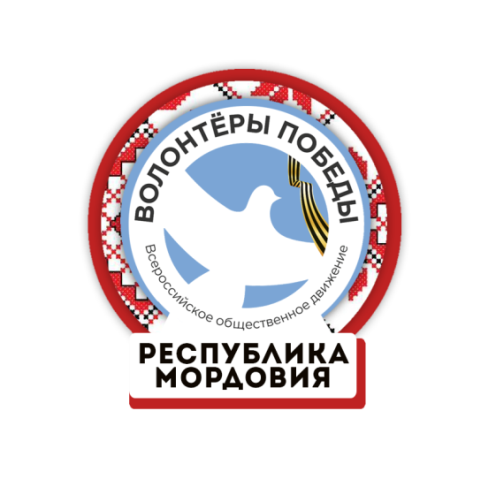 ВОЛОНТЁРЫ ПОБЕДЫ
Всероссийское общественное движение
РЕСПУБЛИКА
МОРДОВИЯ